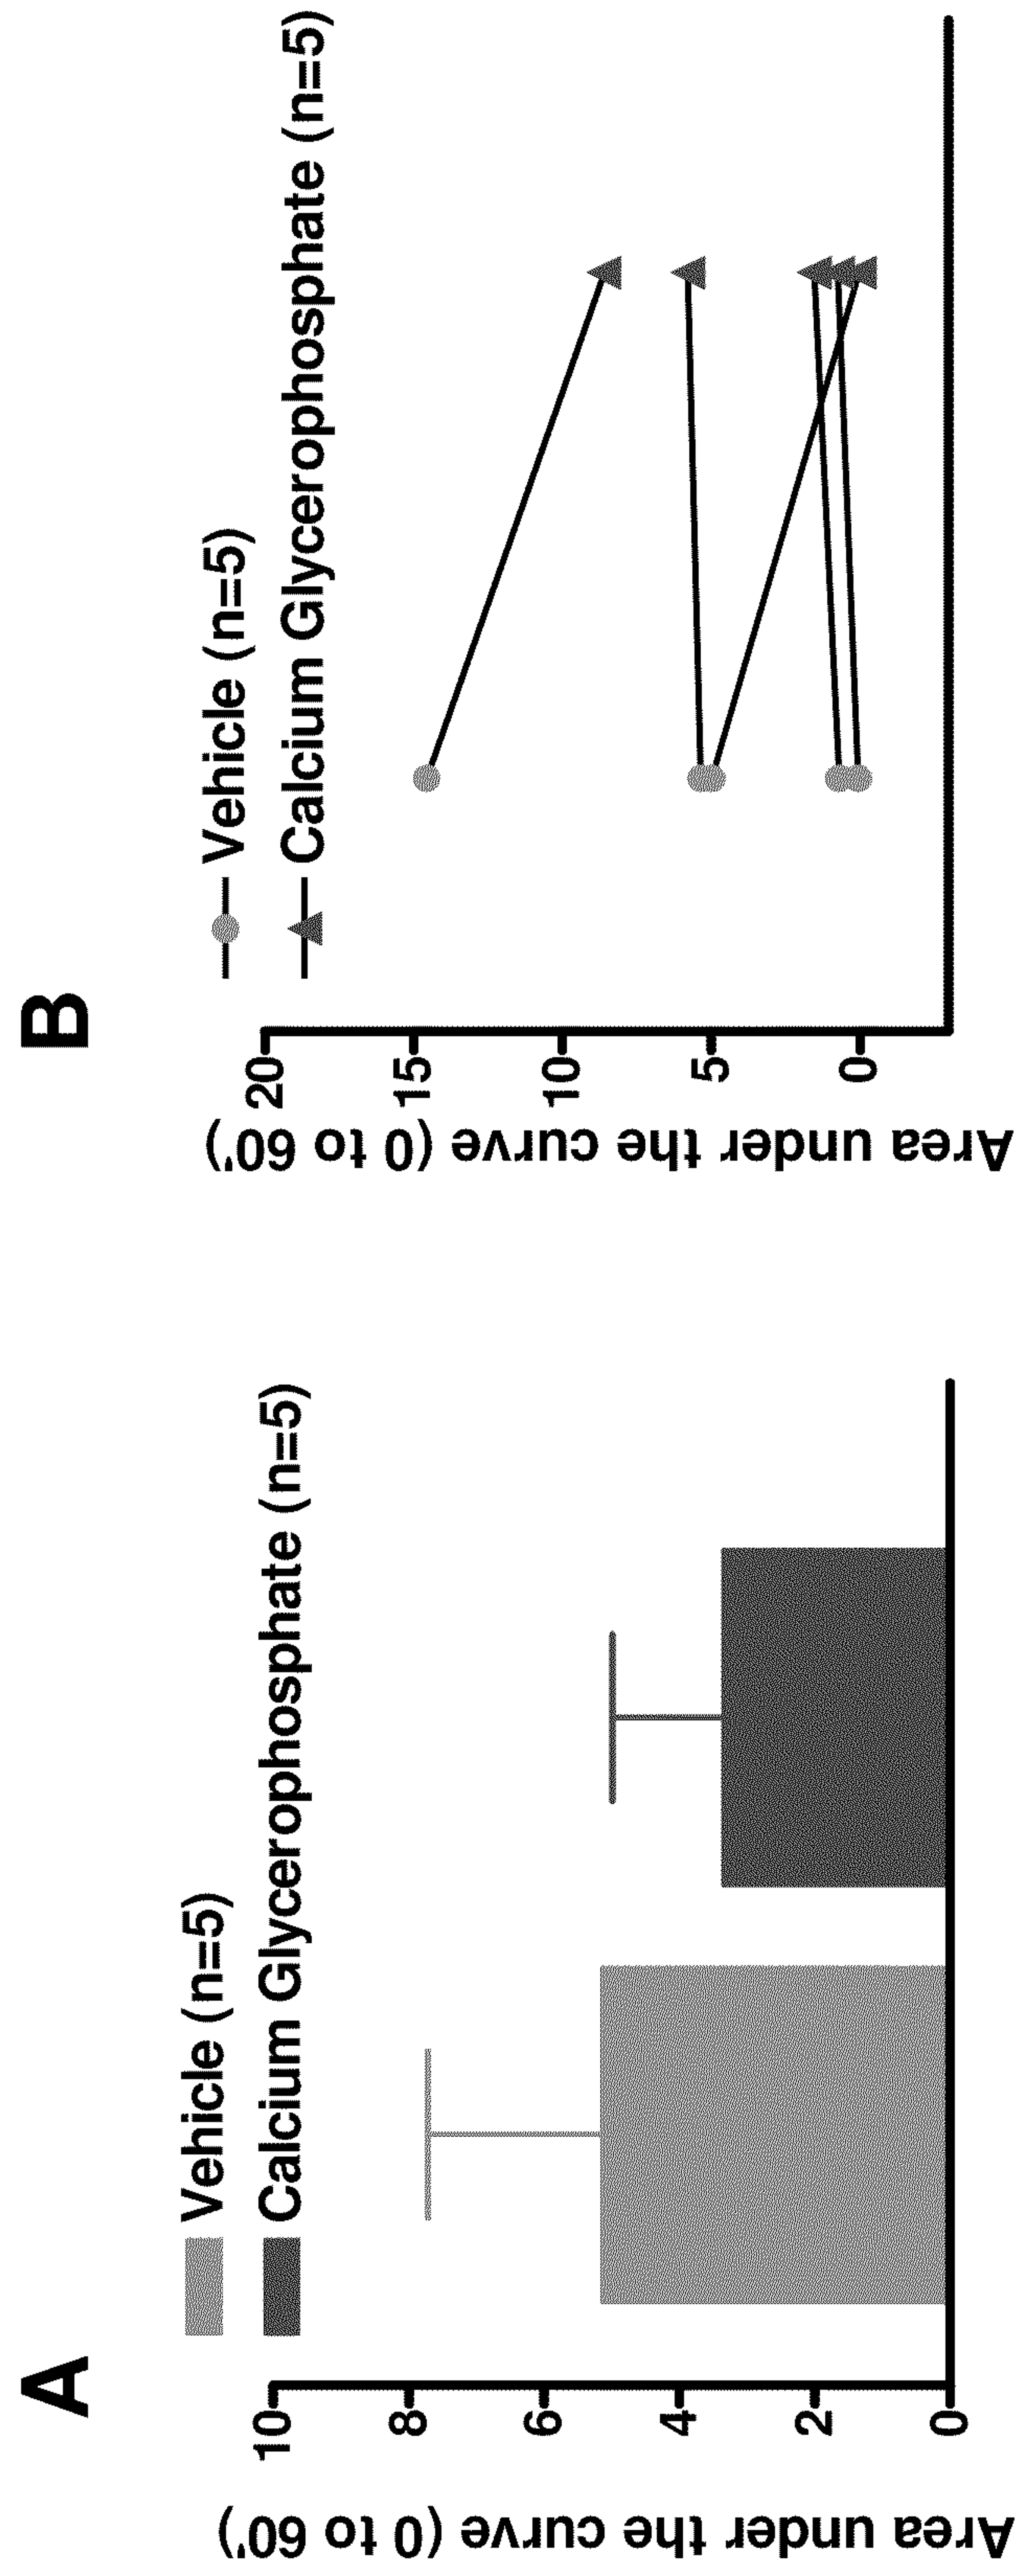 A
Vehicle (n=5)
Calcium Glycerophosphate (n=5)
Area under the curve (0 to 60')
10
8
6
4
2
0
B
Vehicle (n=5)
Calcium Glycerophosphate (n=5)
Area under the curve (0 to 60')
20
15
10
5
0